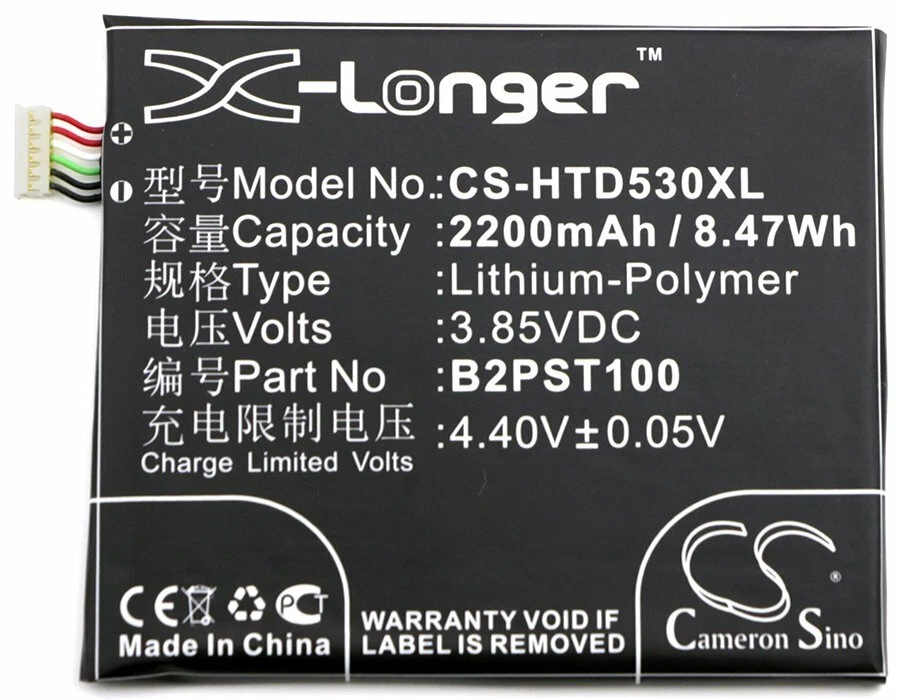 X-Longer™
型号Model No.:CS-HTD530XL
容量Capacity :2200mAh / 8.47Wh
规格Type :Lithium-Polymer
电压Volts :3.85VDC
编号Part No :B2PST100
充电限制电压 :4.40V±0.05V
Charge Limited Volts
CE PCT
Made In China
WARRANTY VOID IF
LABEL IS REMOVED
CS®
Cameron Sino